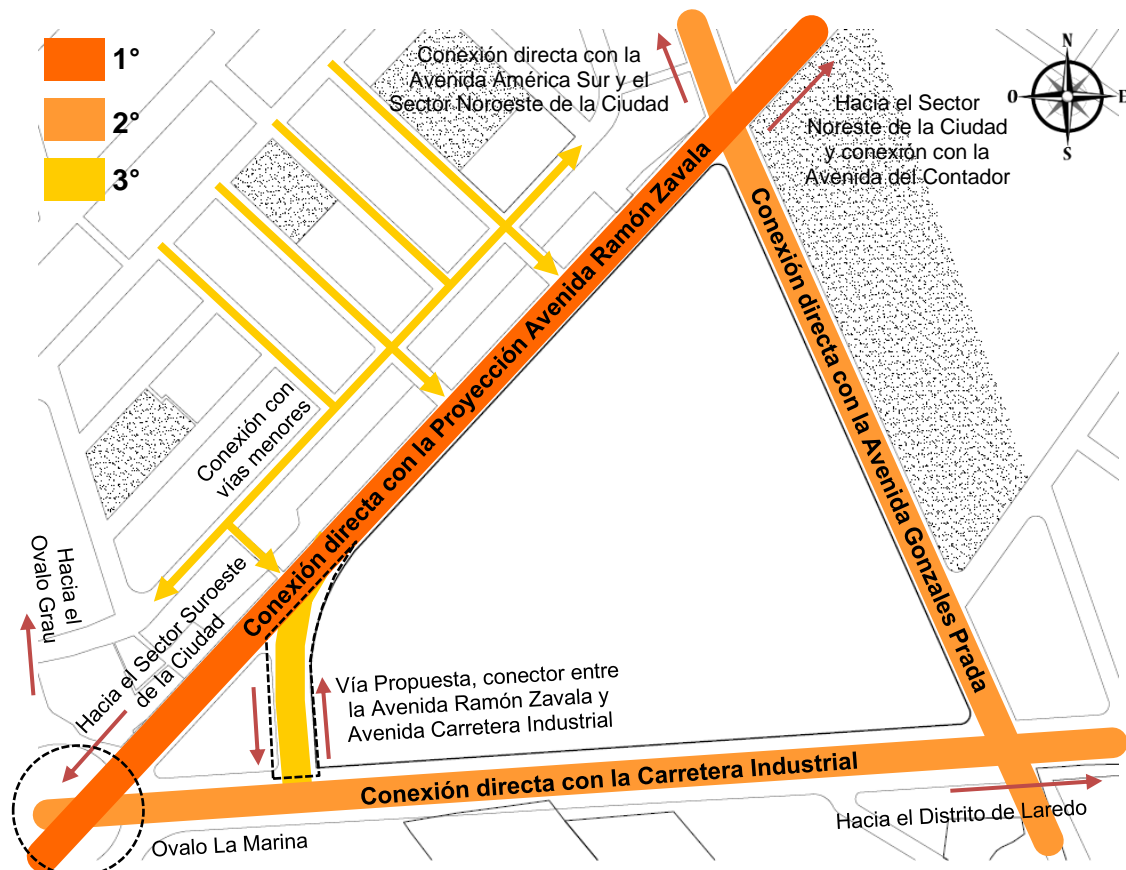 1°
2°
3°
Conexión directa con la
Avenida América Sur y el
Sector Noroeste de la Ciudad
N
O
E
S
Hacia el Sector
Noreste de la Ciudad
y conexión con la
Avenida del Contador
Conexión directa con la Proyección Avenida Ramón Zavala
Conexión directa con la Avenida Gonzales Prada
Conexión con
vías menores
Hacia el
Ovalo Grau
Hacia el Sector Suroeste
de la Ciudad
Vía Propuesta, conector entre
la Avenida Ramón Zavala y
Avenida Carretera Industrial
Conexión directa con la Carretera Industrial
Hacia el Distrito de Laredo
Ovalo La Marina